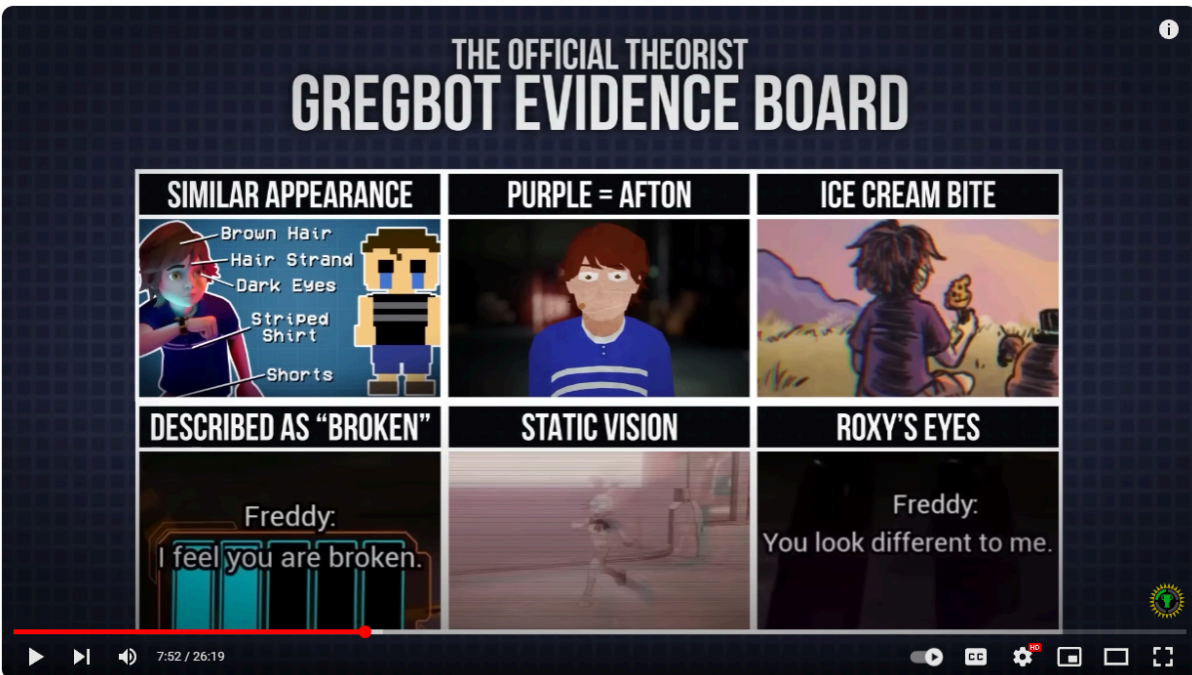 THE OFFICIAL THEORIST
GREGBOT EVIDENCE BOARD
SIMILAR APPEARANCE
PURPLE = AFTON
ICE CREAM BITE
Brown Hair
Hair Strand
Dark Eyes
Striped
Shirt
Shorts
DESCRIBED AS “BROKEN”
STATIC VISION
ROXY’S EYES
Freddy:
I feel you are broken.
Freddy:
You look different to me.
7:52 / 26:19
CC
HD